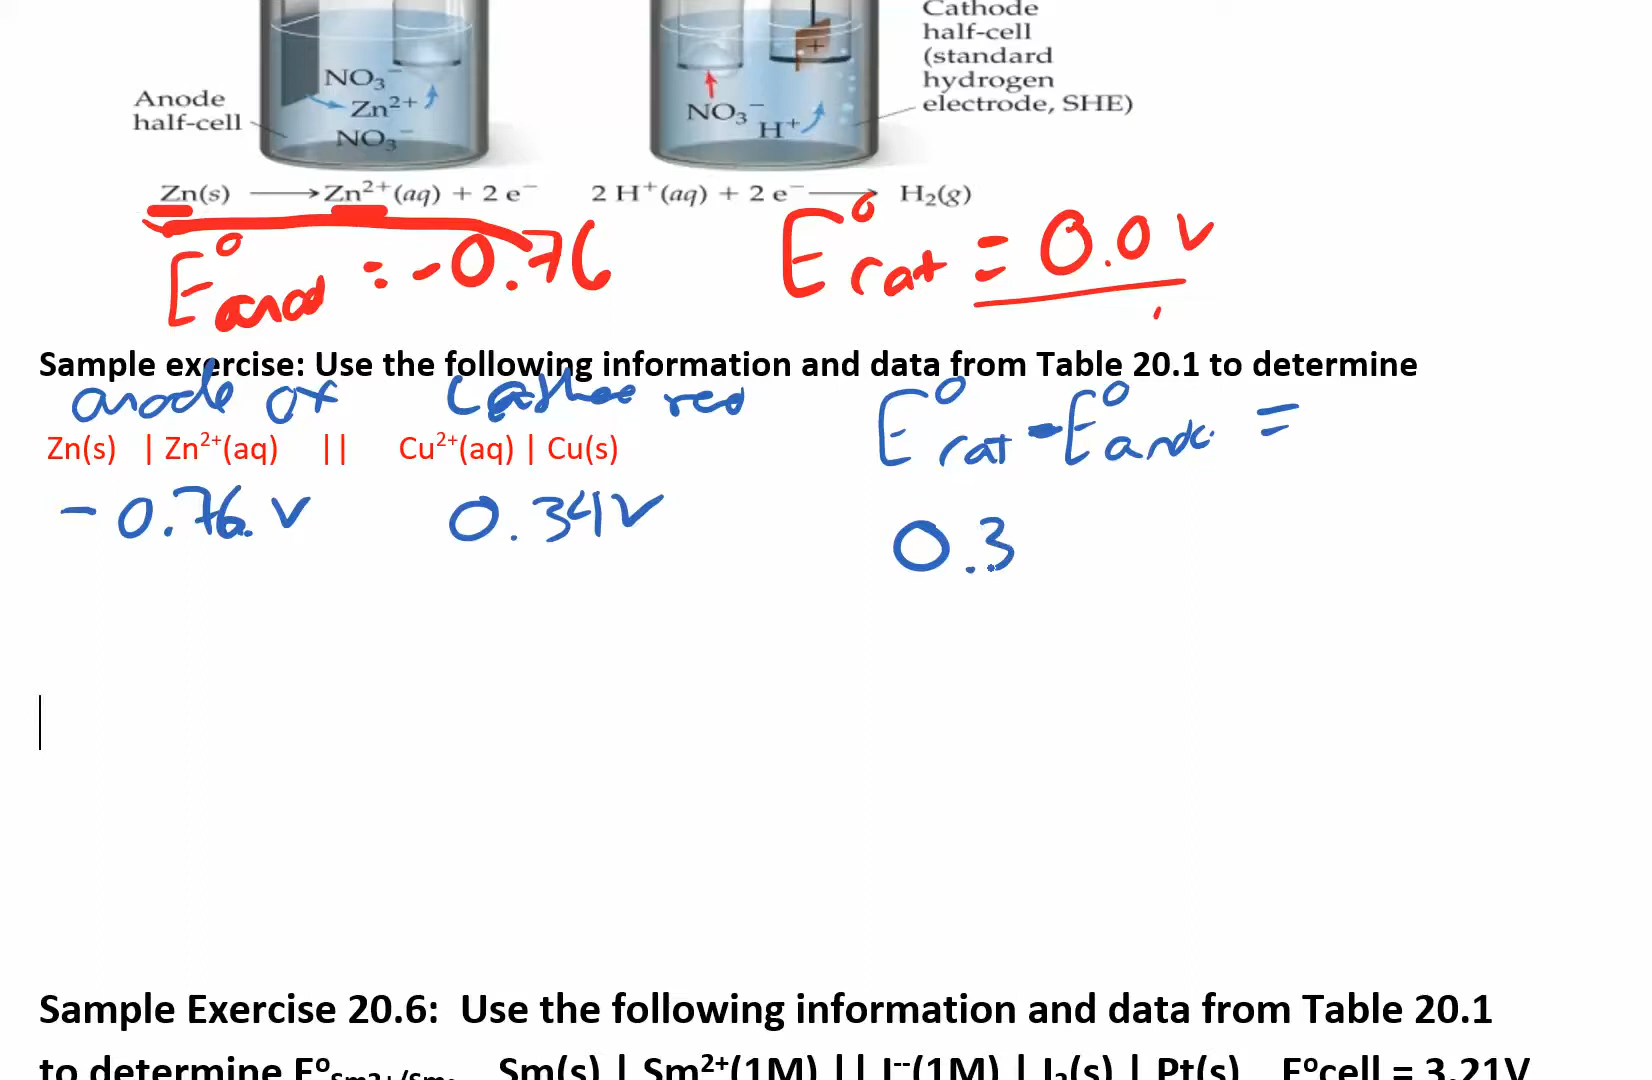 Cathode
half-cell
(standard
hydrogen
electrode, SHE)
Anode
half-cell
NO₃⁻
Zn²⁺
NO₃⁻
+
NO₃⁻
H⁺
Zn(s) ⟶ Zn²⁺(aq) + 2 e⁻ 2 H⁺(aq) + 2 e⁻ ⟶ H₂(g)
E° anod = -0.76 E° cat = 0.0 V
Sample exercise: Use the following information and data from Table 20.1 to determine
anode ox red
Zn(s) | Zn²⁺(aq) || Cu²⁺(aq) | Cu(s)
E° cat - E° =
-0.76 V 0.34 V
0.3
Sample Exercise 20.6: Use the following information and data from Table 20.1
to determine E°Sm2+/Sm: Sm(s) | Sm²⁺(1M) || I⁻⁻(1M) | I₂(s) | Pt(s) E°cell = 3.21V